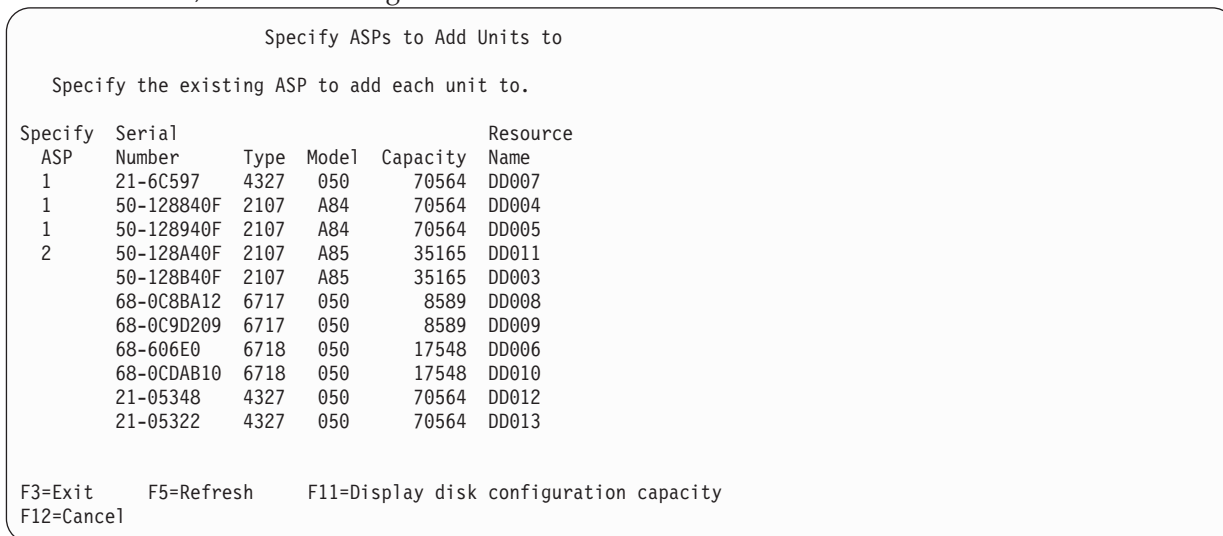 Specify ASPs to Add Units to
Specify the existing ASP to add each unit to.
Specify Serial Resource
ASP Number Type Model Capacity Name
1 21-6C597 4327 050 70564 DD007
1 50-128840F 2107 A84 70564 DD004
1 50-128940F 2107 A84 70564 DD005
2 50-128A40F 2107 A85 35165 DD011
50-128B40F 2107 A85 35165 DD003
68-0C8BA12 6717 050 8589 DD008
68-0C9D209 6717 050 8589 DD009
68-606E0 6718 050 17548 DD006
68-0CDAB10 6718 050 17548 DD010
21-05348 4327 050 70564 DD012
21-05322 4327 050 70564 DD013
F3=Exit F5=Refresh F11=Display disk configuration capacity
F12=Cancel